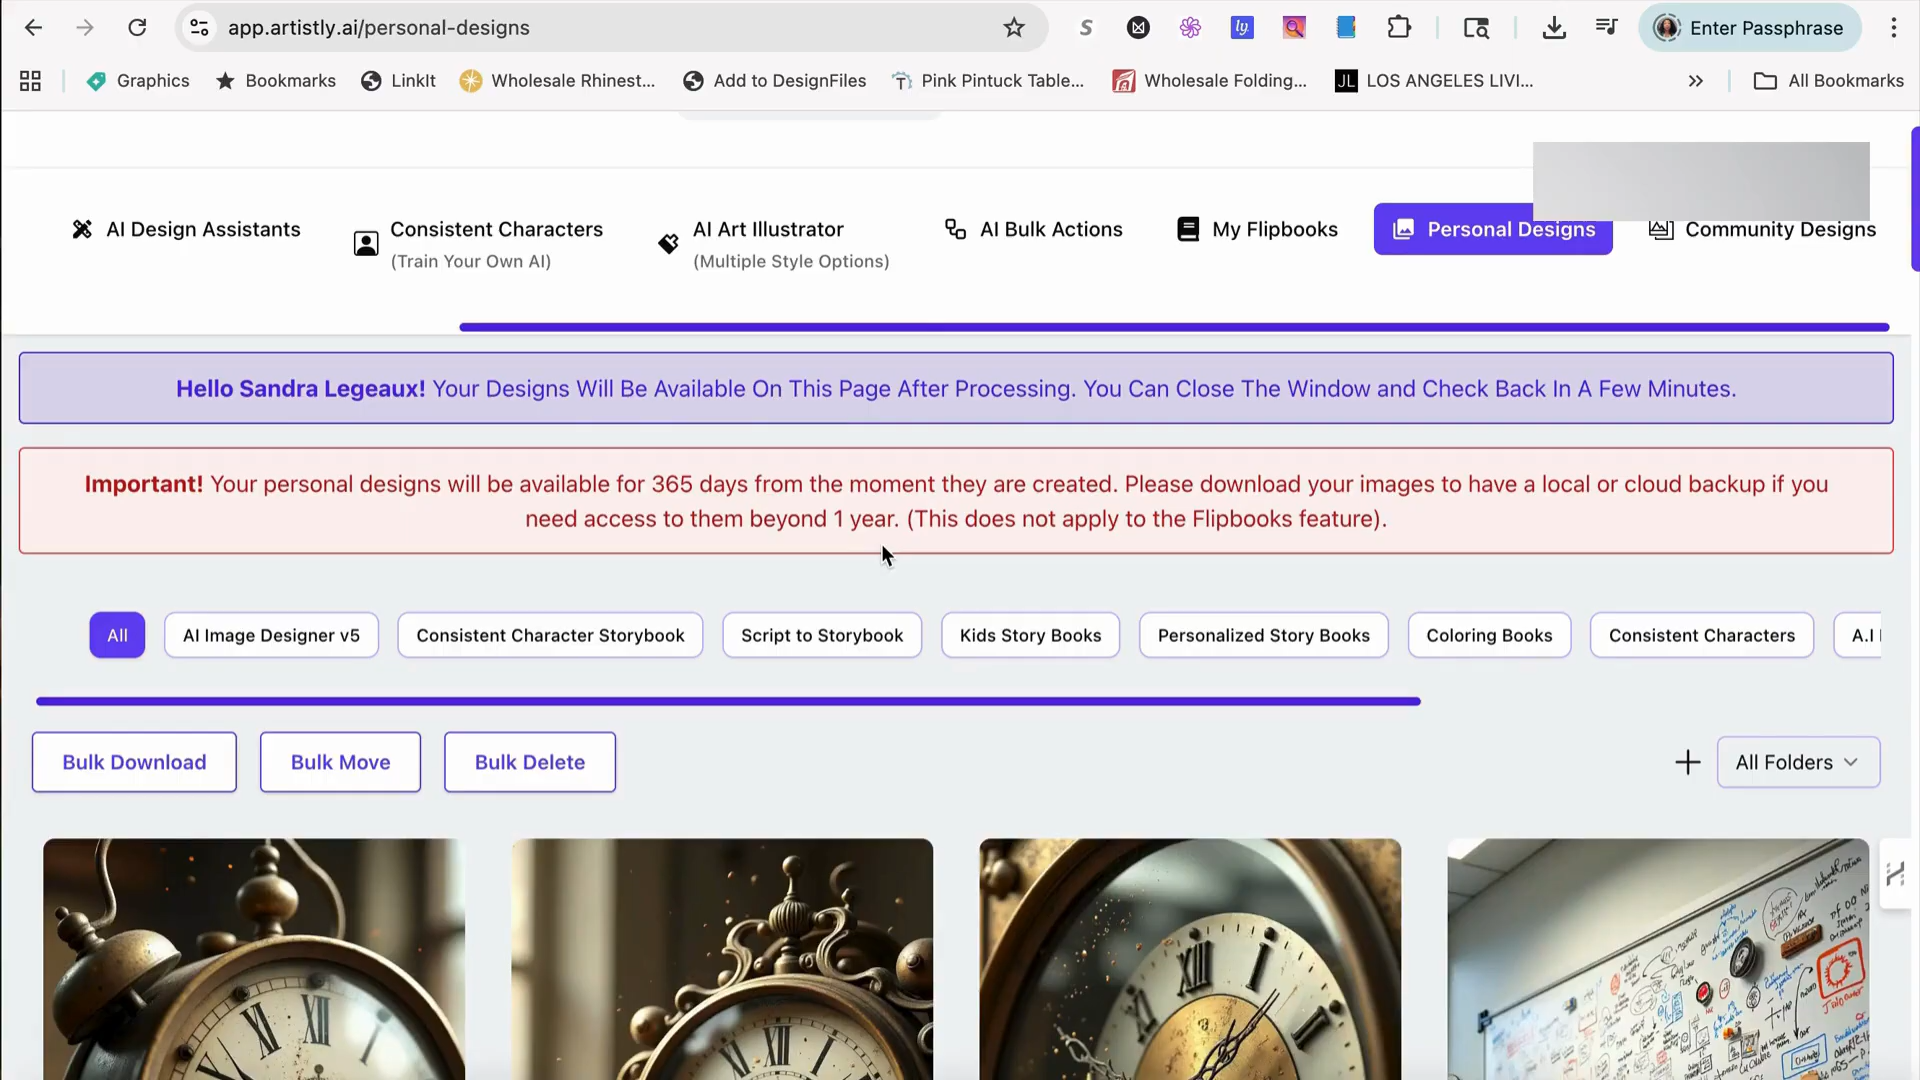 app.artistly.ai/personal-designs
Enter Passphrase
Graphics
Bookmarks
LinkIt
Wholesale Rhinest...
Add to DesignFiles
Pink Pintuck Table...
Wholesale Folding...
JL
LOS ANGELES LIVI...
All Bookmarks
AI Design Assistants
Consistent Characters
(Train Your Own AI)
AI Art Illustrator
(Multiple Style Options)
AI Bulk Actions
My Flipbooks
Personal Designs
Community Designs
Hello Sandra Legeaux! Your Designs Will Be Available On This Page After Processing. You Can Close The Window and Check Back In A Few Minutes.
Important! Your personal designs will be available for 365 days from the moment they are created. Please download your images to have a local or cloud backup if you
need access to them beyond 1 year. (This does not apply to the Flipbooks feature).
All
AI Image Designer v5
Consistent Character Storybook
Script to Storybook
Kids Story Books
Personalized Story Books
Coloring Books
Consistent Characters
A.I
Bulk Download
Bulk Move
Bulk Delete
All Folders
XI
XII
I
XII
I
XI
XII
I
II